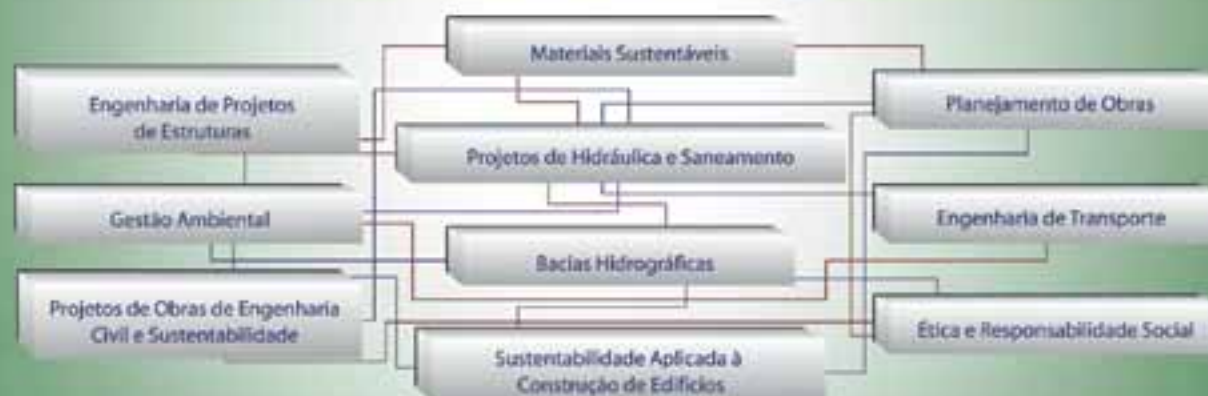 Materiais Sustentáveis
Engenharia de Projetos
de Estruturas
Planejamento de Obras
Projetos de Hidráulica e Saneamento
Gestão Ambiental
Engenharia de Transporte
Bacias Hidrográficas
Projetos de Obras de Engenharia
Civil e Sustentabilidade
Ética e Responsabilidade Social
Sustentabilidade Aplicada à
Construção de Edifícios